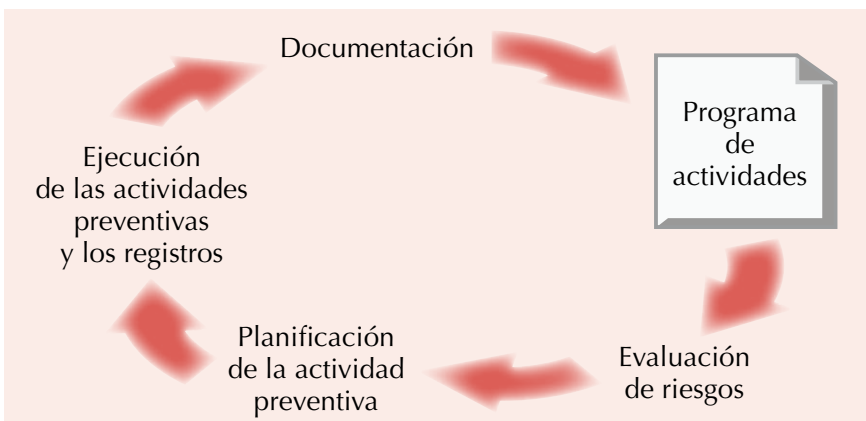 Documentación
Programa
de
actividades
Evaluación
de riesgos
Planificación
de la actividad
preventiva
Ejecución
de las actividades
preventivas
y los registros